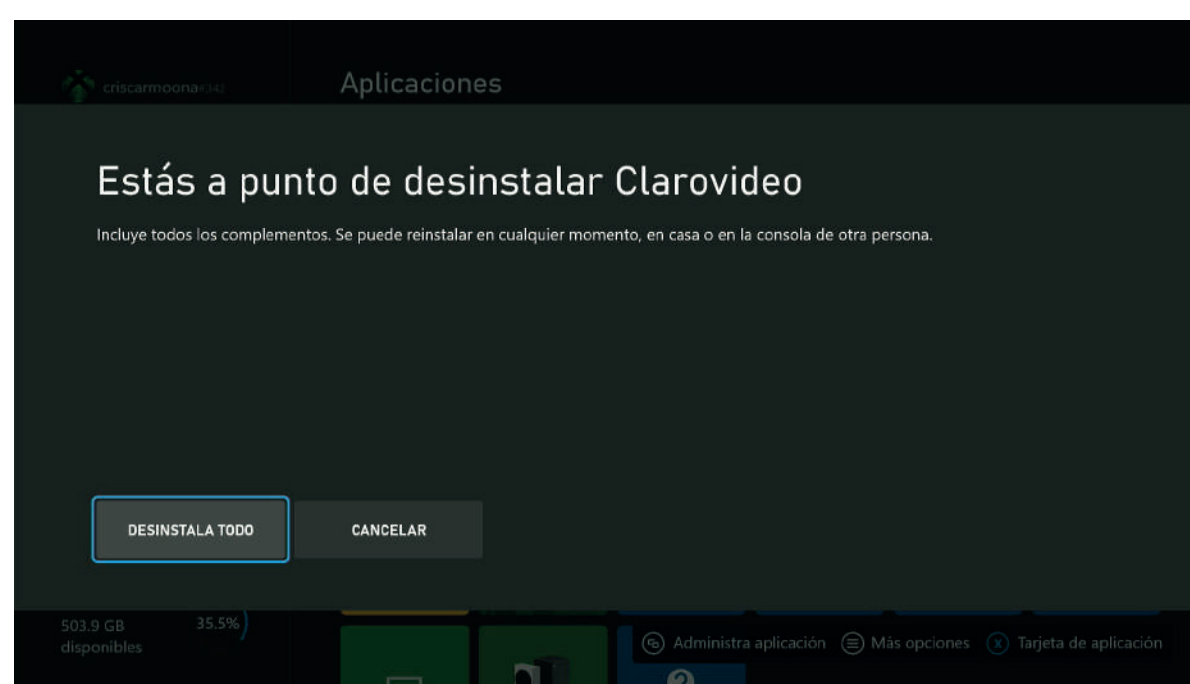 criscarmoona#342
Aplicaciones
Estás a punto de desinstalar Clarovideo
Incluye todos los complementos. Se puede reinstalar en cualquier momento, en casa o en la consola de otra persona.
DESINSTALA TODO
CANCELAR
503.9 GB
disponibles
35.5%
Administra aplicación
Más opciones
X
Tarjeta de aplicación
?